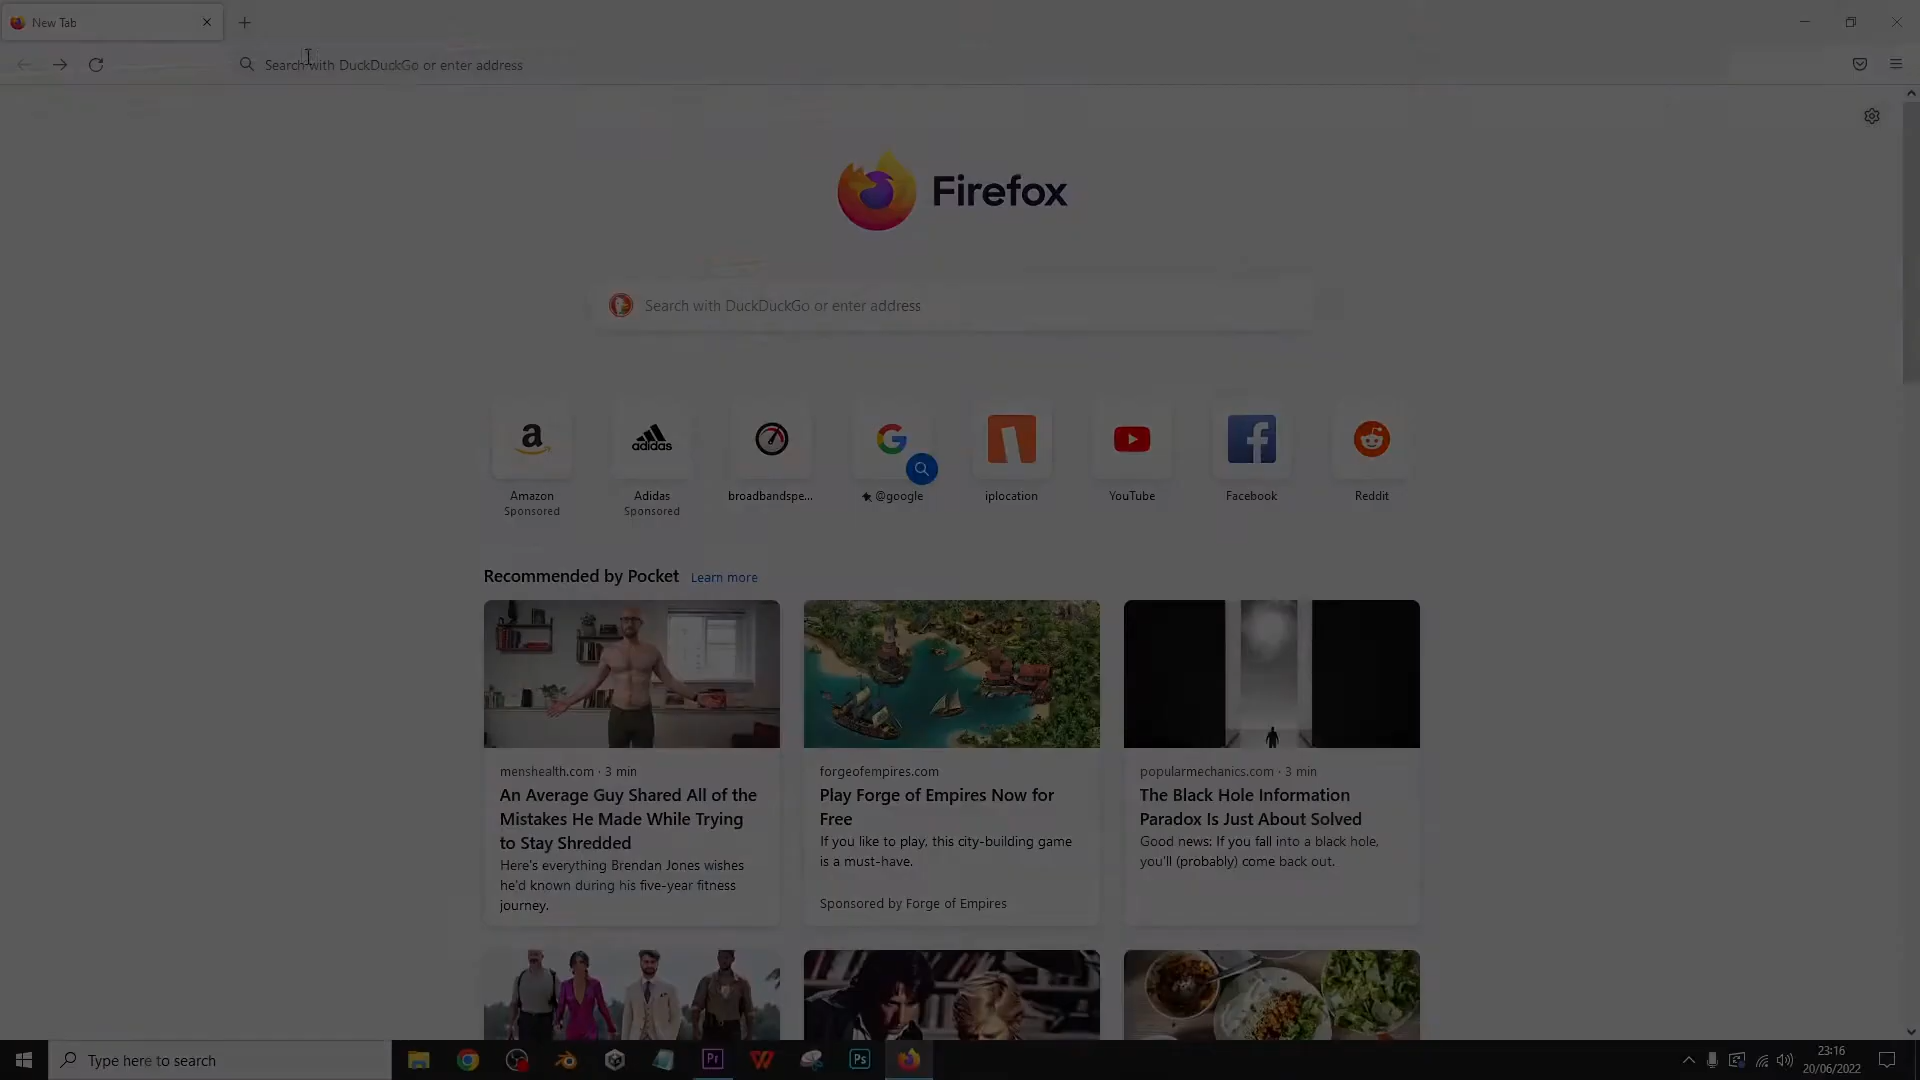 New Tab
Search with DuckDuckGo or enter address
Firefox
Search with DuckDuckGo or enter address
a
adidas
Amazon
Sponsored
Adidas
Sponsored
broadbandspe...
@google
iplocation
YouTube
Facebook
Reddit
Recommended by Pocket Learn more
menshealth.com · 3 min
An Average Guy Shared All of the
Mistakes He Made While Trying
to Stay Shredded
Here's everything Brendan Jones wishes
he'd known during his five-year fitness
journey.
forgeofempires.com
Play Forge of Empires Now for
Free
If you like to play, this city-building game
is a must-have.
Sponsored by Forge of Empires
popularmechanics.com · 3 min
The Black Hole Information
Paradox Is Just About Solved
Good news: If you fall into a black hole,
you'll (probably) come back out.
Type here to search
Pr
Ps
23:16
20/06/2022